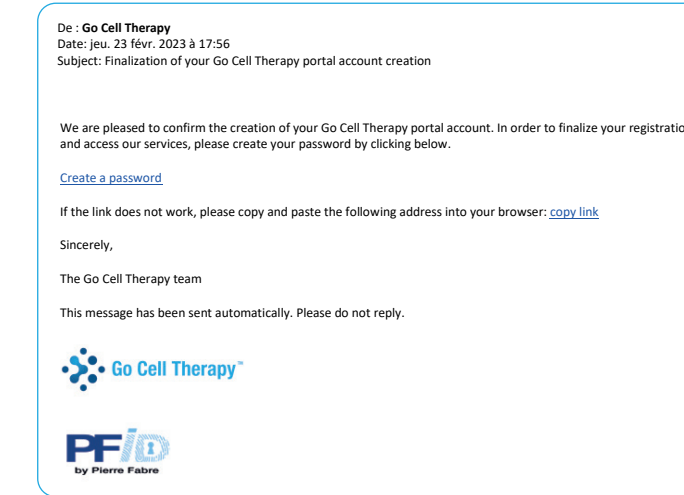 De : Go Cell Therapy
Date: jeu. 23 févr. 2023 à 17:56
Subject: Finalization of your Go Cell Therapy portal account creation
We are pleased to confirm the creation of your Go Cell Therapy portal account. In order to finalize your registratio
and access our services, please create your password by clicking below.
Create a password
If the link does not work, please copy and paste the following address into your browser: copy link
Sincerely,
The Go Cell Therapy team
This message has been sent automatically. Please do not reply.
Go Cell Therapy™
PFiD
by Pierre Fabre